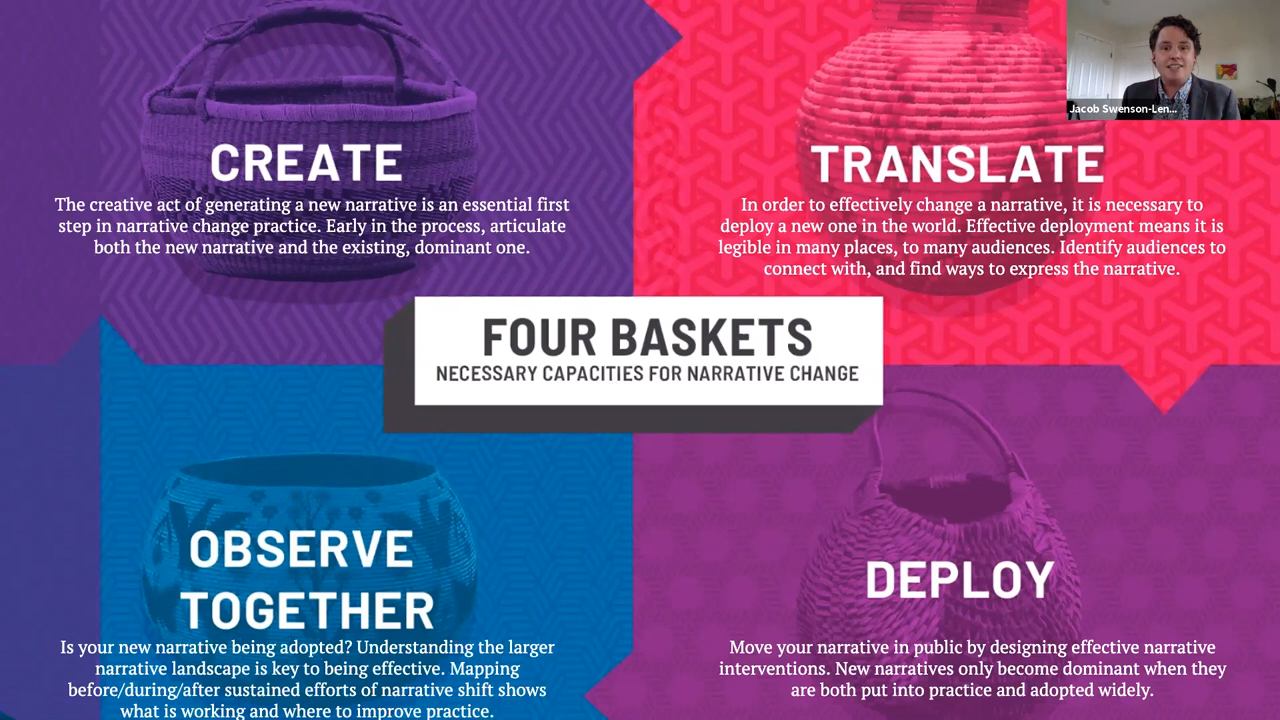 CREATE
The creative act of generating a new narrative is an essential first
step in narrative change practice. Early in the process, articulate
both the new narrative and the existing, dominant one.
TRANSLATE
In order to effectively change a narrative, it is necessary to
deploy a new one in the world. Effective deployment means it is
legible in many places, to many audiences. Identify audiences to
connect with, and find ways to express the narrative.
Jacob Swenson-Len...
FOUR BASKETS
NECESSARY CAPACITIES FOR NARRATIVE CHANGE
OBSERVE
TOGETHER
Is your new narrative being adopted? Understanding the larger
narrative landscape is key to being effective. Mapping
before/during/after sustained efforts of narrative shift shows
what is working and where to improve practice.
DEPLOY
Move your narrative in public by designing effective narrative
interventions. New narratives only become dominant when they
are both put into practice and adopted widely.